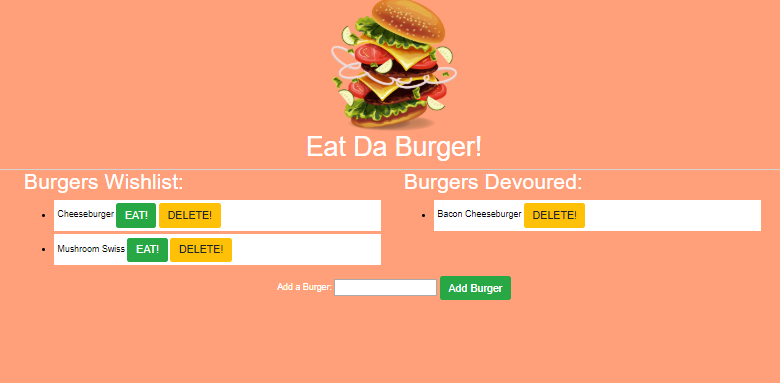 Eat Da Burger!
Burgers Wishlist:
Cheeseburger EAT! DELETE!
Mushroom Swiss EAT! DELETE!
Burgers Devoured:
Bacon Cheeseburger DELETE!
Add a Burger: Add Burger